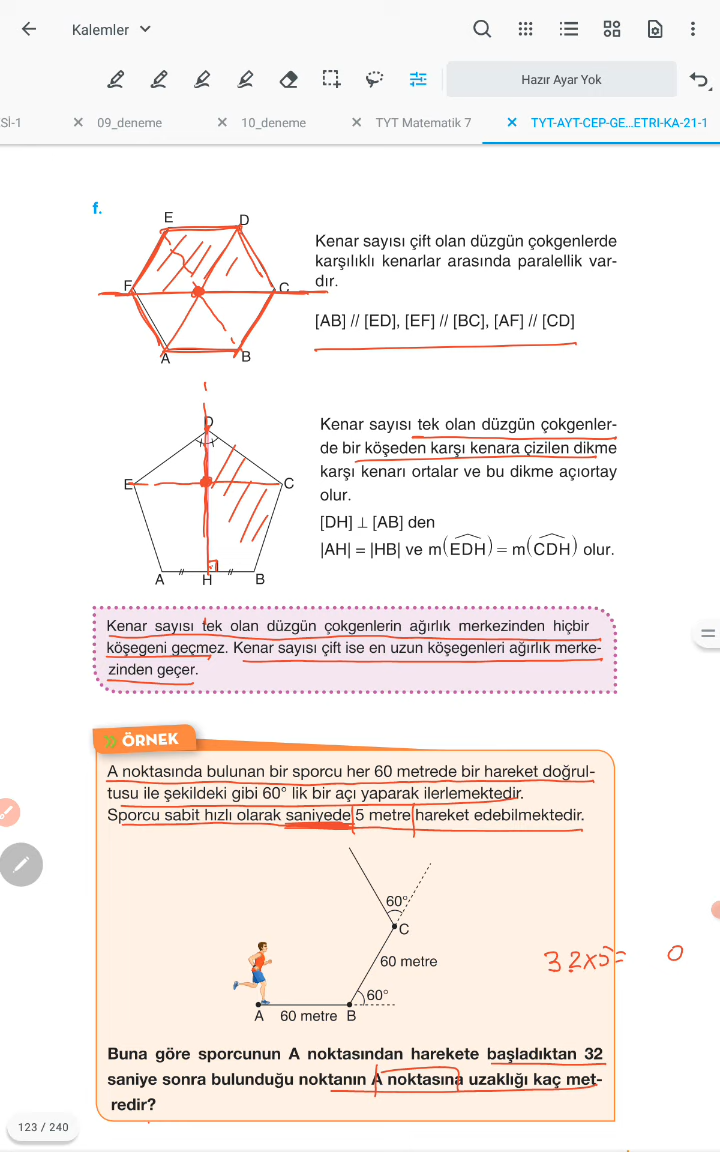 Kalemler
Hazır Ayar Yok
Sİ-1
09_deneme
10_deneme
TYT Matematik 7
TYT-AYT-CEP-GE...ETRI-KA-21-1
f.
E
D
F
C
A
B
Kenar sayısı çift olan düzgün çokgenlerde
karşılıklı kenarlar arasında paralellik var-
dır.
[AB] // [ED], [EF] // [BC], [AF] // [CD]
D
E
C
A
H
B
Kenar sayısı tek olan düzgün çokgenler-
de bir köşeden karşı kenara çizilen dikme
karşı kenarı ortalar ve bu dikme açıortay
olur.
[DH] ⊥ [AB] den
|AH| = |HB| ve m(EDH) = m(CDH) olur.
Kenar sayısı tek olan düzgün çokgenlerin ağırlık merkezinden hiçbir
köşegeni geçmez. Kenar sayısı çift ise en uzun köşegenleri ağırlık merke-
zinden geçer.
ÖRNEK
A noktasında bulunan bir sporcu her 60 metrede bir hareket doğrul-
tusu ile şekildeki gibi 60° lik bir açı yaparak ilerlemektedir.
Sporcu sabit hızlı olarak saniyede 5 metre hareket edebilmektedir.
60°
C
60 metre
60°
A 60 metre B
32x5= 0
Buna göre sporcunun A noktasından harekete başladıktan 32
saniye sonra bulunduğu noktanın A noktasına uzaklığı kaç met-
redir?
123 / 240